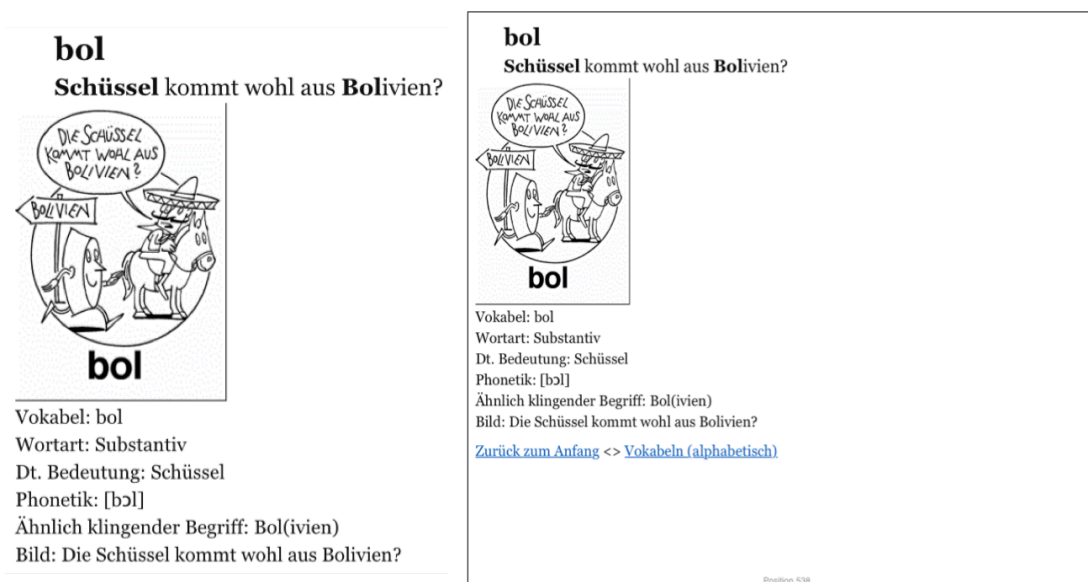 bol
Schüssel kommt wohl aus Bolivien?
DIE SCHÜSSEL
KOMMT WOHL AUS
BOLIVIEN?
BOLIVIEN
bol
Vokabel: bol
Wortart: Substantiv
Dt. Bedeutung: Schüssel
Phonetik: [bɔl]
Ähnlich klingender Begriff: Bol(ivien)
Bild: Die Schüssel kommt wohl aus Bolivien?
bol
Schüssel kommt wohl aus Bolivien?
DIE SCHÜSSEL
KOMMT WOHL AUS
BOLIVIEN?
BOLIVIEN
bol
Vokabel: bol
Wortart: Substantiv
Dt. Bedeutung: Schüssel
Phonetik: [bɔl]
Ähnlich klingender Begriff: Bol(ivien)
Bild: Die Schüssel kommt wohl aus Bolivien?
Zurück zum Anfang <> Vokabeln (alphabetisch)
Position 538